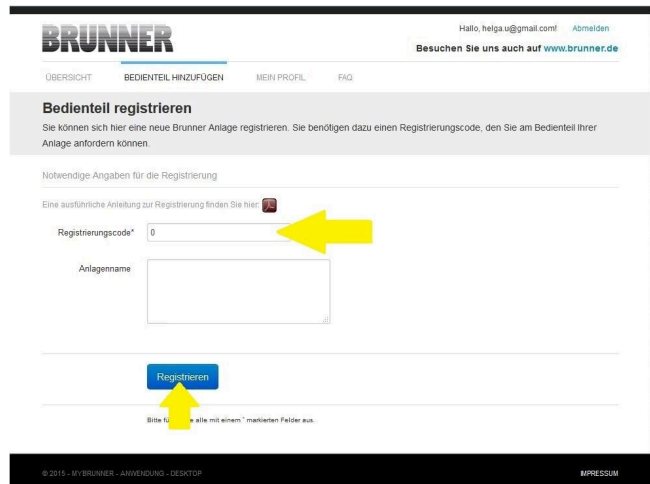 BRUNNER
Hallo, helga.u@gmail.com! Abmelden
Besuchen Sie uns auch auf www.brunner.de
ÜBERSICHT BEDIENTEIL HINZUFÜGEN MEIN PROFIL FAQ
Bedienteil registrieren
Sie können sich hier eine neue Brunner Anlage registrieren. Sie benötigen dazu einen Registrierungscode, den Sie am Bedienteil Ihrer
Anlage anfordern können.
Notwendige Angaben für die Registrierung
Eine ausführliche Anleitung zur Registrierung finden Sie hier:
Registrierungscode* 0
Anlagenname
Registrieren
Bitte alle mit einem * markierten Felder aus.
© 2015 - MYBRUNNER - ANWENDUNG - DESKTOP
IMPRESSUM